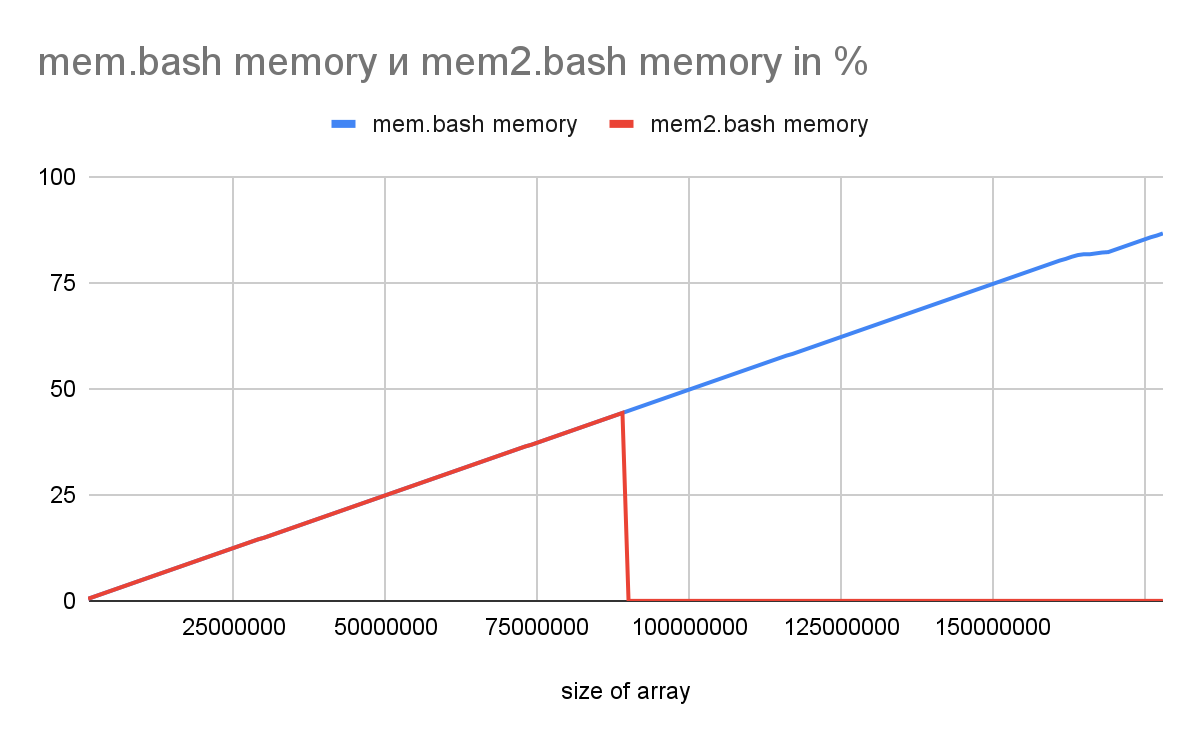 mem.bash memory и mem2.bash memory in %
mem.bash memory mem2.bash memory
100
75
50
25
0
25000000 50000000 75000000 100000000 125000000 150000000
size of array